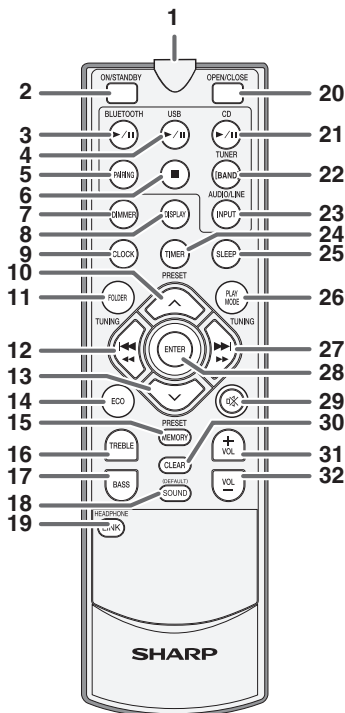 1
ON/STANDBY OPEN/CLOSE
2 20
BLUETOOTH USB CD
3 21
4
TUNER
5 PAIRING [BAND] 22
6
AUDIO/LINE
7 DIMMER DISPLAY INPUT 23
8 24
9 CLOCK TIMER SLEEP 25
10 PRESET
11 FOLDER PLAY MODE 26
TUNING TUNING
12 ENTER 27
13 28
14 ECO 29
15 PRESET 30
MEMORY
16 TREBLE + VOL 31
CLEAR
17 BASS VOL − 32
18 (DEFAULT)
SOUND
HEADPHONE
19 LINK
SHARP